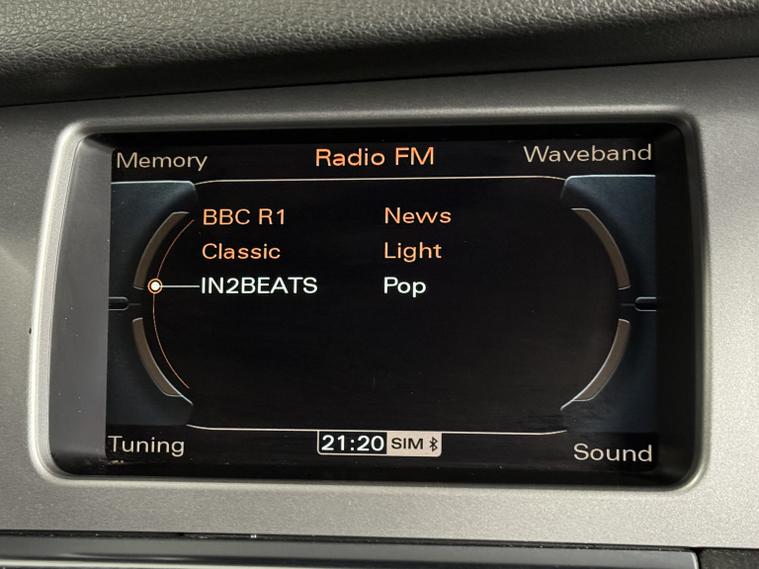 Memory Radio FM Waveband
BBC R1 News
Classic Light
IN2BEATS Pop
Tuning 21:20 SIM Sound